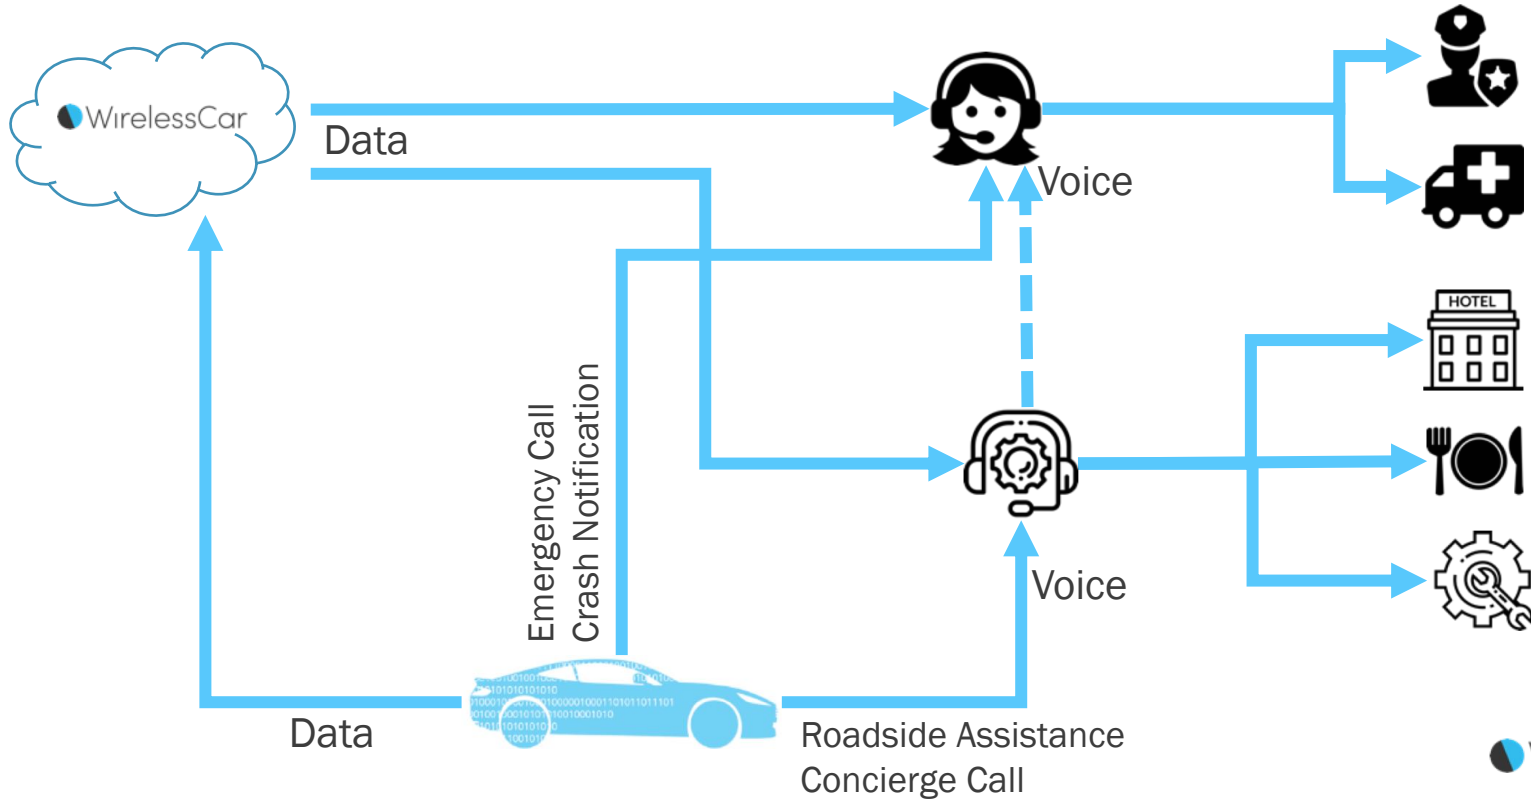 WirelessCar
Data
Voice
HOTEL
Emergency Call
Crash Notification
Voice
Data
Roadside Assistance
Concierge Call